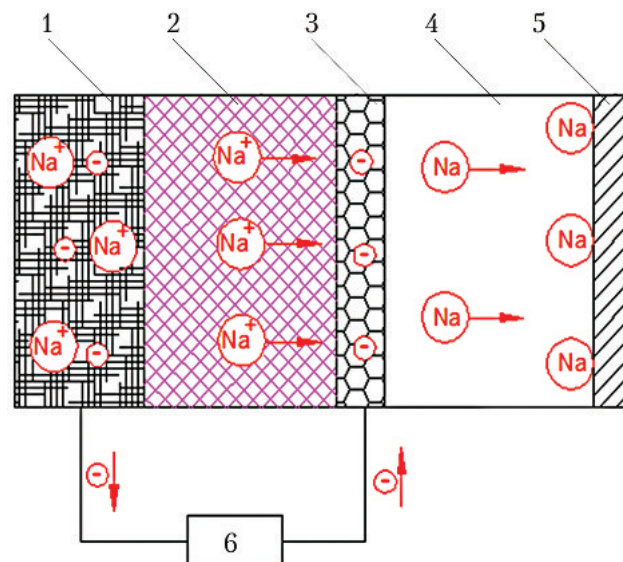 1 2 3 4 5
Na+ - Na+ - Na
Na -
- Na+ Na+ - Na
Na+ - Na+ - Na Na
- -
6